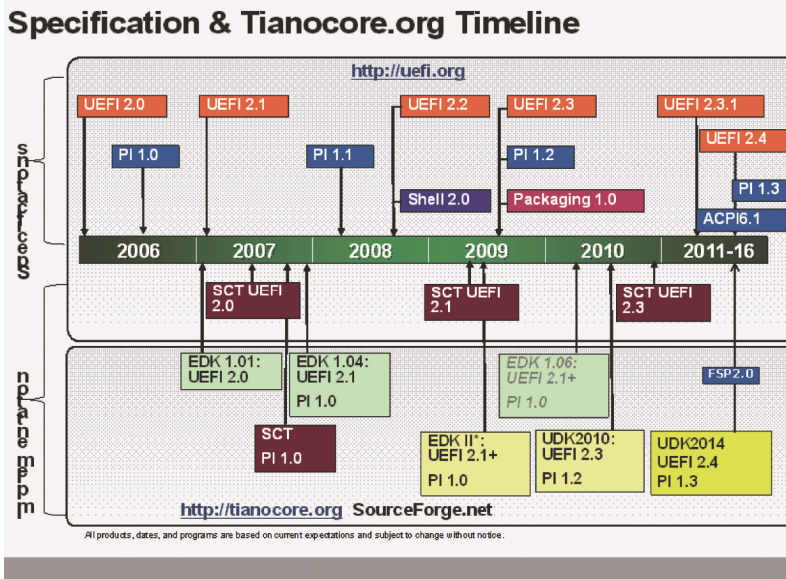 Specification & Tianocore.org Timeline
http://uefi.org
UEFI 2.0
UEFI 2.1
UEFI 2.2
UEFI 2.3
UEFI 2.3.1
UEFI 2.4
PI 1.0
PI 1.1
PI 1.2
PI 1.3
Shell 2.0
Packaging 1.0
ACPI6.1
Specifications
2006
2007
2008
2009
2010
2011-16
SCT UEFI
2.0
SCT UEFI
2.1
SCT UEFI
2.3
Implementation
EDK 1.01:
UEFI 2.0
EDK 1.04:
UEFI 2.1
PI 1.0
EDK 1.06:
UEFI 2.1+
PI 1.0
FSP2.0
SCT
PI 1.0
EDK II*:
UEFI 2.1+
PI 1.0
UDK2010:
UEFI 2.3
PI 1.2
UDK2014
UEFI 2.4
PI 1.3
http://tianocore.org SourceForge.net
All products, dates, and programs are based on current expectations and subject to change without notice.